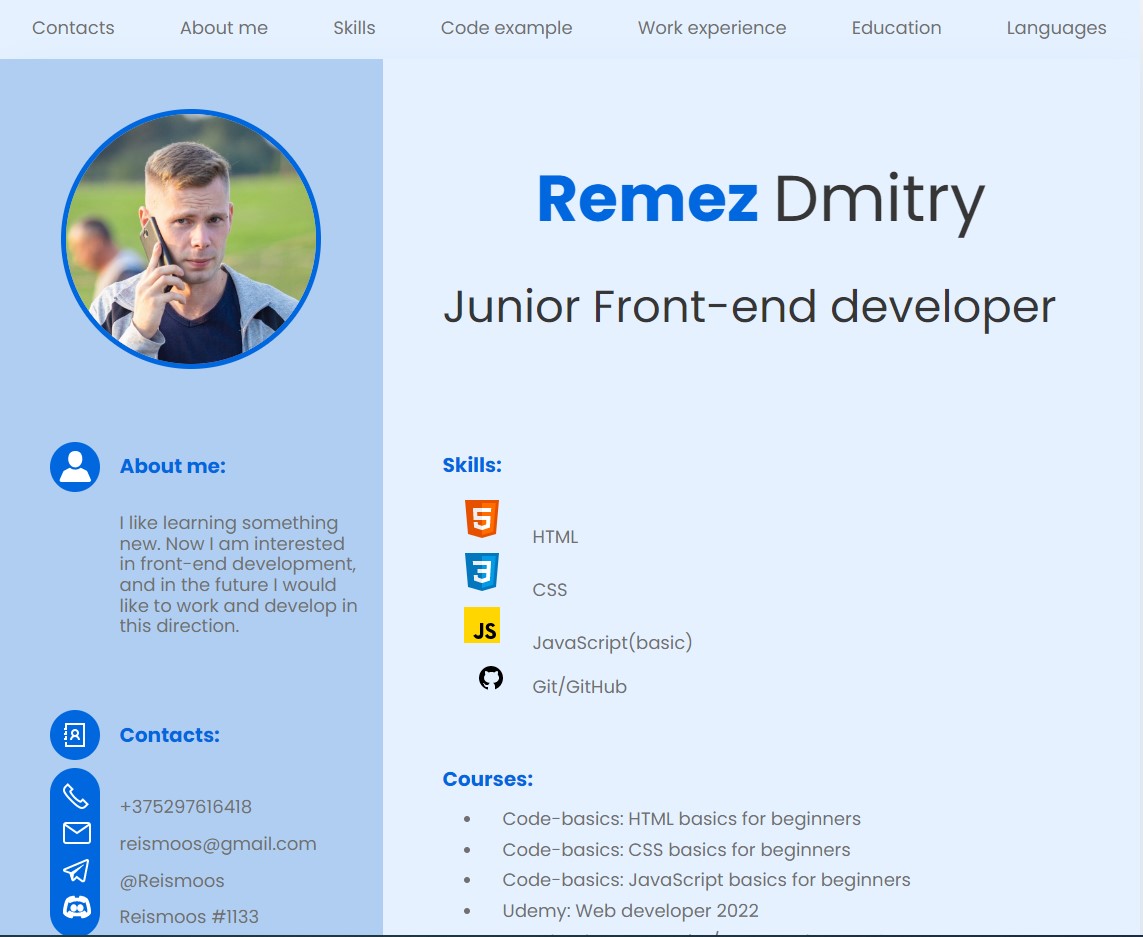 Contacts About me Skills Code example Work experience Education Languages
Remez Dmitry
Junior Front-end developer
About me:
I like learning something
new. Now I am interested
in front-end development,
and in the future I would
like to work and develop in
this direction.
Contacts:
+375297616418
reismoos@gmail.com
@Reismoos
Reismoos #1133
Skills:
5
HTML
3
CSS
JS
JavaScript(basic)
Git/GitHub
Courses:
• Code-basics: HTML basics for beginners
• Code-basics: CSS basics for beginners
• Code-basics: JavaScript basics for beginners
• Udemy: Web developer 2022